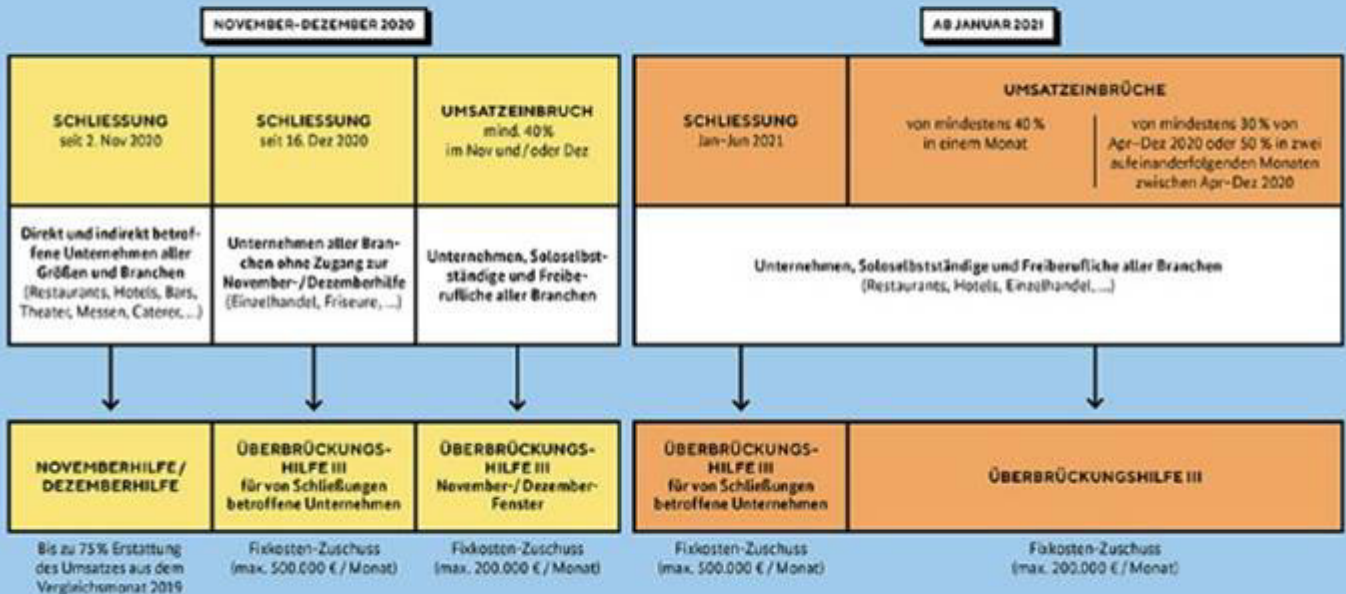 NOVEMBER–DEZEMBER 2020
AB JANUAR 2021
SCHLIESSUNG
seit 2. Nov 2020
SCHLIESSUNG
seit 16. Dez 2020
UMSATZEINBRUCH
mind. 40%
im Nov und/oder Dez
SCHLIESSUNG
Jan–Jun 2021
UMSATZEINBRÜCHE
von mindestens 40 %
in einem Monat
von mindestens 30 % von
Apr–Dez 2020 oder 50 % in zwei
aufeinanderfolgenden Monaten
zwischen Apr–Dez 2020
Direkt und indirekt betrof-
fene Unternehmen aller
Größen und Branchen
(Restaurants, Hotels, Bars,
Theater, Messen, Caterer, ...)
Unternehmen aller Bran-
chen ohne Zugang zur
November-/Dezemberhilfe
(Einzelhandel, Friseure, ...)
Unternehmen, Soloselbst-
ständige und Freibe-
rufliche aller Branchen
Unternehmen, Soloselbstständige und Freiberufliche aller Branchen
(Restaurants, Hotels, Einzelhandel, ...)
NOVEMBERHILFE/
DEZEMBERHILFE
ÜBERBRÜCKUNGS-
HILFE III
für von Schließungen
betroffene Unternehmen
ÜBERBRÜCKUNGS-
HILFE III
November-/Dezember-
Fenster
ÜBERBRÜCKUNGS-
HILFE III
für von Schließungen
betroffene Unternehmen
ÜBERBRÜCKUNGSHILFE III
Bis zu 75% Erstattung
des Umsatzes aus dem
Vergleichsmonat 2019
Fixkosten-Zuschuss
(max. 500.000 € / Monat)
Fixkosten-Zuschuss
(max. 200.000 € / Monat)
Fixkosten-Zuschuss
(max. 500.000 € / Monat)
Fixkosten-Zuschuss
(max. 200.000 € / Monat)